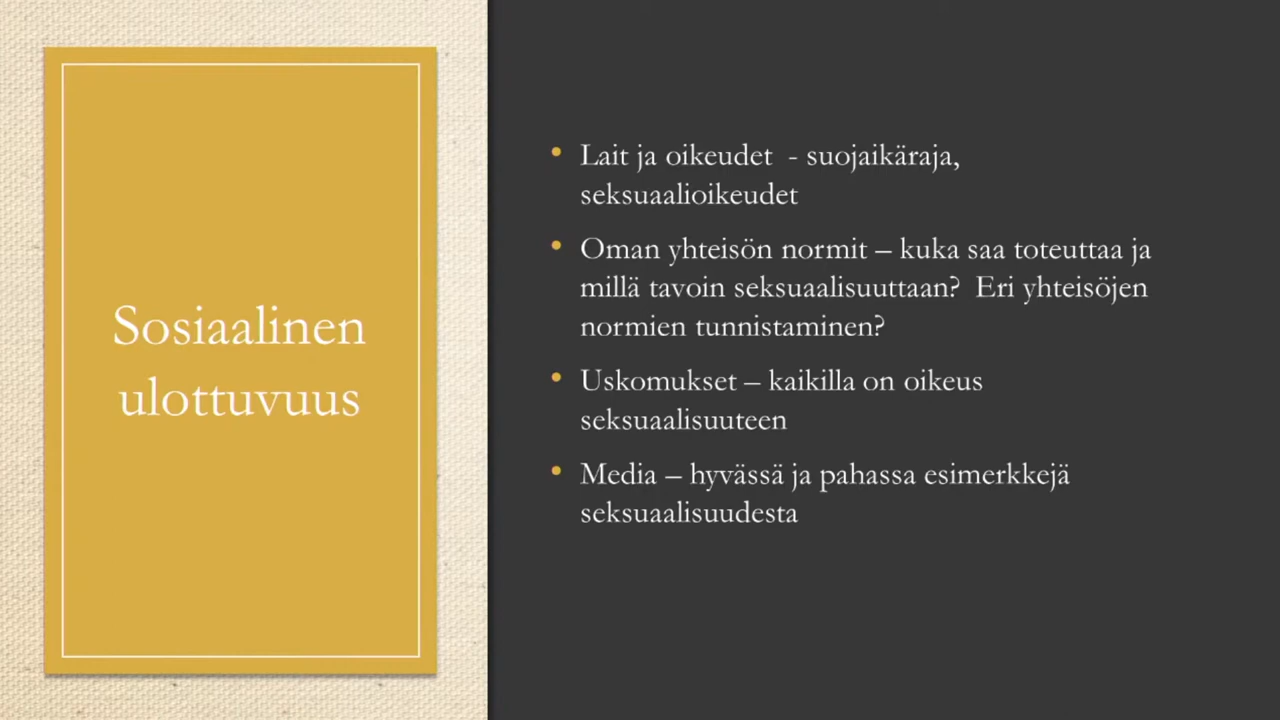 Sosiaalinen
ulottuvuus
• Lait ja oikeudet  - suojaikäraja,
seksuaalioikeudet
• Oman yhteisön normit – kuka saa toteuttaa ja
millä tavoin seksuaalisuuttaan?  Eri yhteisöjen
normien tunnistaminen?
• Uskomukset – kaikilla on oikeus
seksuaalisuuteen
• Media – hyvässä ja pahassa esimerkkejä
seksuaalisuudesta